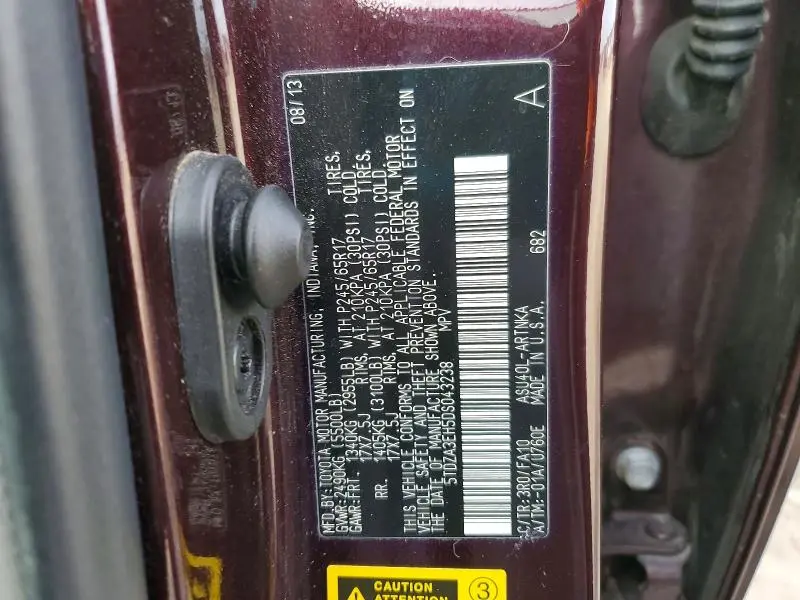 MFD.BY: TOYOTA MOTOR MANUFACTURING, INDIANA, INC. 08/13
GVWR: 2490KG (5500LB)
GAWR: FRT. 1340KG (2955LB) WITH P245/65R17 TIRES,
17X7.5J RIMS, AT 210KPA (30PSI) COLD
RR. 1405KG (3100LB) WITH P245/65R17 TIRES,
17X7.5J RIMS, AT 210KPA (30PSI) COLD
THIS VEHICLE CONFORMS TO ALL APPLICABLE FEDERAL MOTOR
VEHICLE SAFETY AND THEFT PREVENTION STANDARDS IN EFFECT ON
THE DATE OF MANUFACTURE SHOWN ABOVE.
5TDZA3EH5DS043238 MPV
682 A
C/TR: 3R0/FA10 ASU40L-ARTNKA
A/TM: -01A/U760E MADE IN U.S.A.
CAUTION
ATTENTION
3